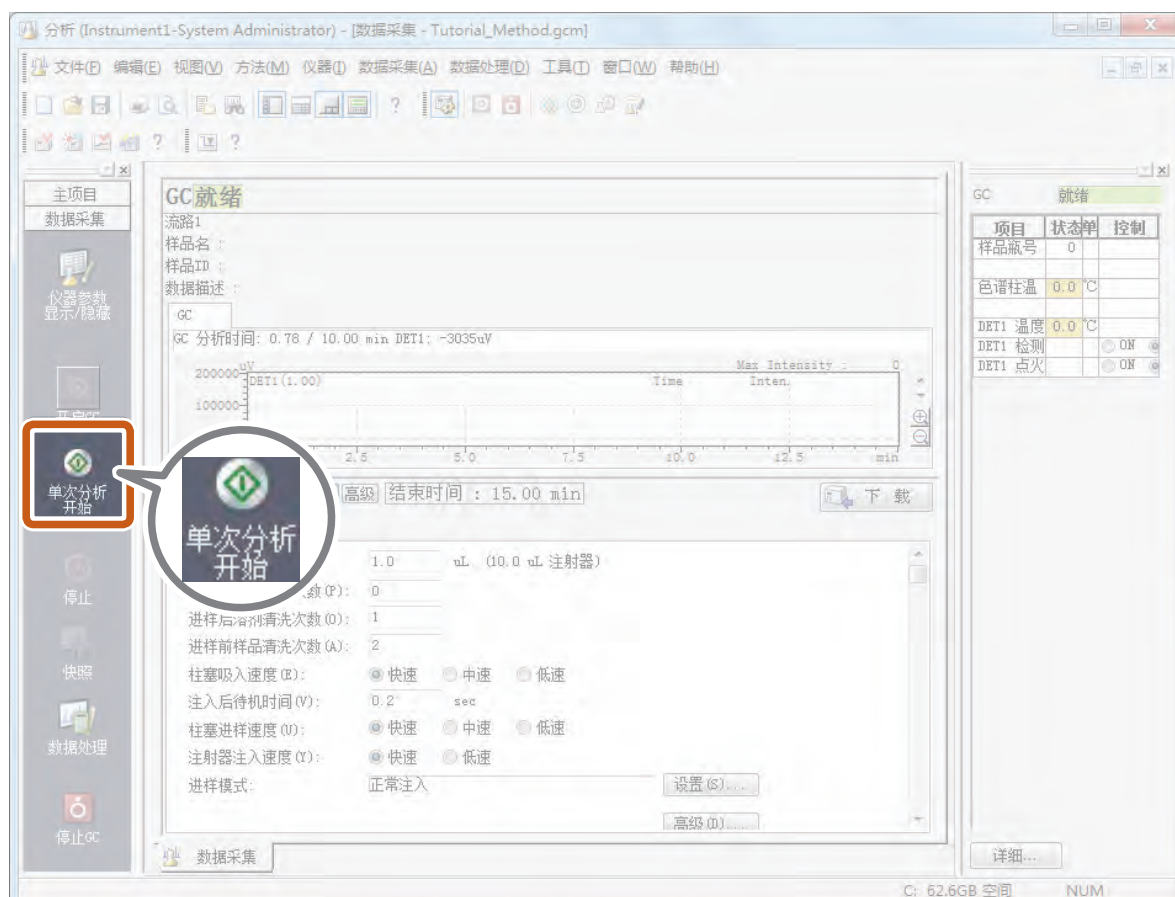 分析 (Instrument1-System Administrator) - [数据采集 - Tutorial_Method.gcm]
文件(F) 编辑(E) 视图(V) 方法(M) 仪器(I) 数据采集(A) 数据处理(D) 工具(T) 窗口(W) 帮助(H)
主项目
数据采集
仪器参数
显示/隐藏
开启GC
单次分析
开始
停止
快照
数据处理
停止GC
GC就绪
流路1
样品名 :
样品ID :
数据描述 :
GC
GC 分析时间: 0.78 / 10.00 min DET1: -3035uV
uV
Max Intensity : 0
200000
DET1(1.00)
Time Inten.
100000
2.5 5.0 7.5 10.0 12.5 min
高级 结束时间 : 15.00 min
下 载
单次分析
开始
1.0 uL (10.0 uL 注射器)
数(P): 0
进样后溶剂清洗次数(O): 1
进样前样品清洗次数(A): 2
柱塞吸入速度(E): 快速 中速 低速
注入后待机时间(V): 0.2 sec
柱塞进样速度(U): 快速 中速 低速
注射器注入速度(Y): 快速 低速
进样模式: 正常注入 设置(S)....
高级(D)....
数据采集
GC 就绪
项目 状态 单 控制
样品瓶号 0
色谱柱温 0.0 ℃
DET1 温度 0.0 ℃
DET1 检测 ON
DET1 点火 ON
详细...
C: 62.6GB 空间 NUM